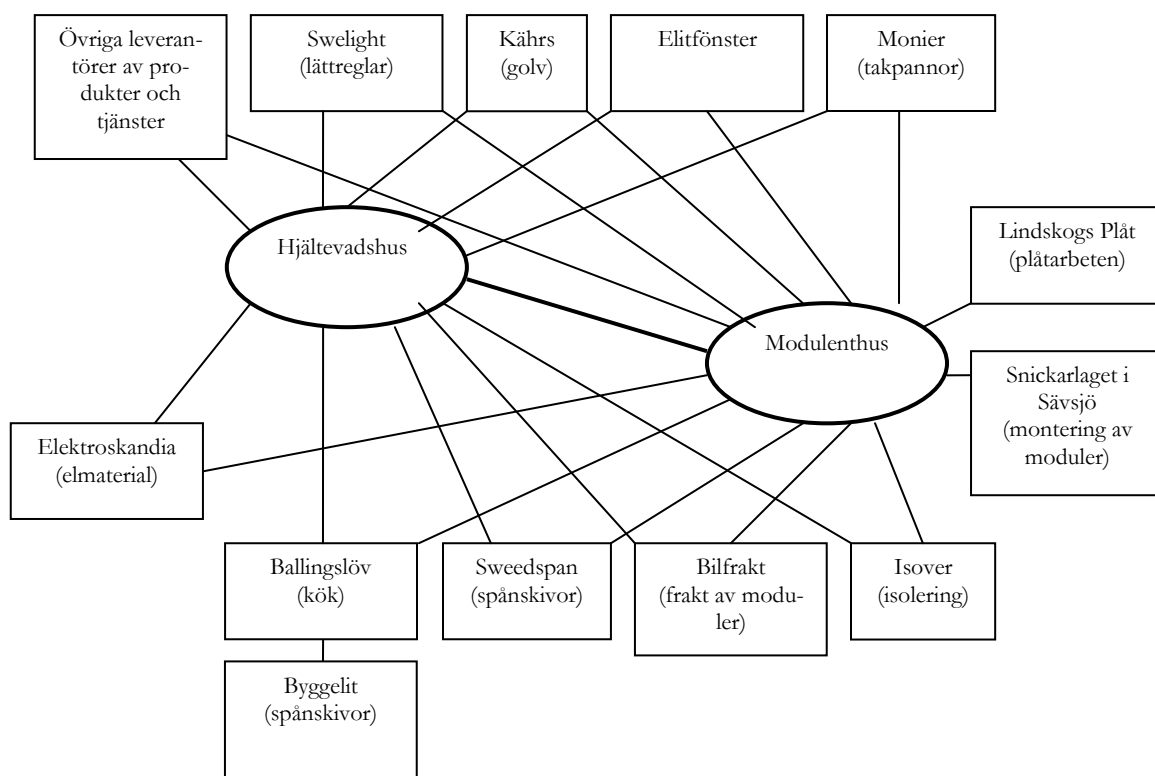 Övriga leveran-
törer av pro-
dukter och
tjänster
Swelight
(lättreglar)
Kährs
(golv)
Elitfönster
Monier
(takpannor)
Hjältevadshus
Lindskogs Plåt
(plåtarbeten)
Modulenthus
Snickarlaget i
Sävsjö
(montering av
moduler)
Elektroskandia
(elmaterial)
Ballingslöv
(kök)
Sweedspan
(spånskivor)
Bilfrakt
(frakt av modu-
ler)
Isover
(isolering)
Byggelit
(spånskivor)